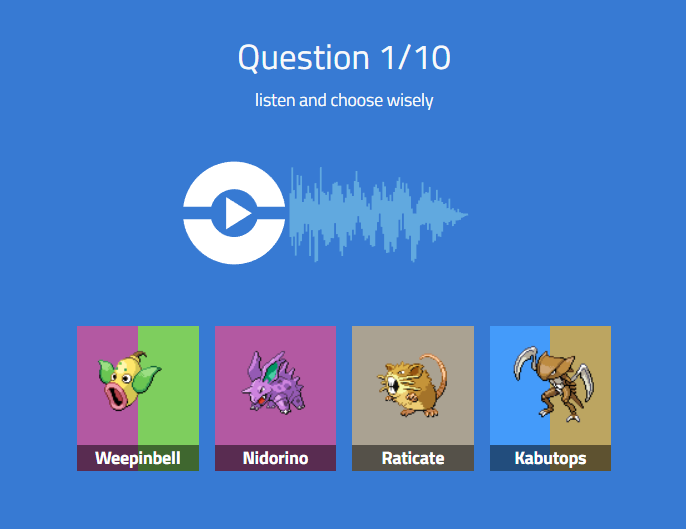 Question 1/10
listen and choose wisely
Weepinbell
Nidorino
Raticate
Kabutops